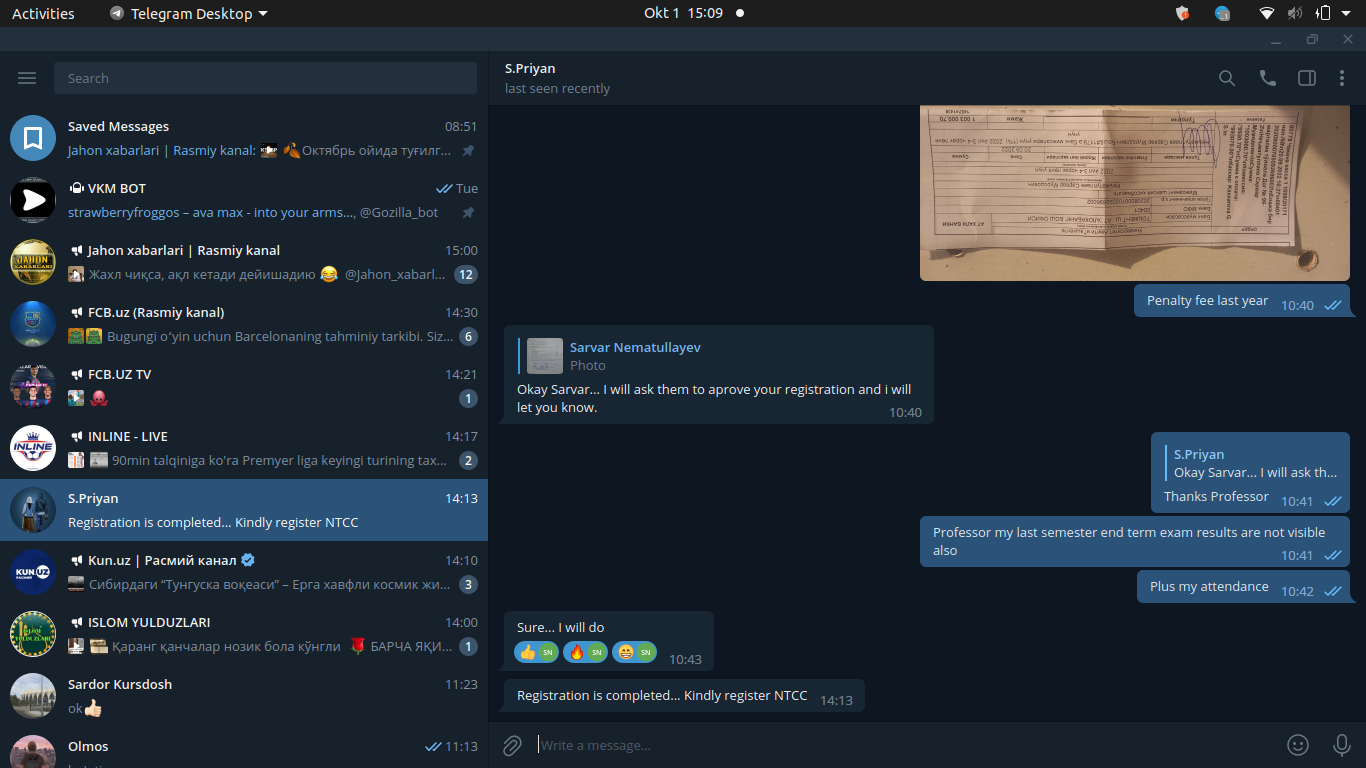 Activities
Telegram Desktop
Okt 1 15:09
Search
Saved Messages 08:51
Jahon xabarlari | Rasmiy kanal: 🍂Октябрь ойида туғилг...
VKM BOT Tue
strawberryfroggos – ava max - into your arms..., @Gozilla_bot
Jahon xabarlari | Rasmiy kanal 15:00
Жахл чиқса, ақл кетади дейишадию 😂 @Jahon_xabarl... 12
FCB.uz (Rasmiy kanal) 14:30
Bugungi oʻyin uchun Barcelonaning tahminiy tarkibi. Siz... 6
FCB.UZ TV 14:21
🐙 1
INLINE
INLINE - LIVE 14:17
90min talqiniga ko'ra Premyer liga keyingi turining tax... 2
S.Priyan 14:13
Registration is completed... Kindly register NTCC
KUN UZ
Kun.uz | Расмий канал 14:10
Сибирдаги “Тунгуска воқеаси” – Ерга хавфли космик жи... 3
ISLOM YULDUZLARI 14:00
Қаранг қанчалар нозик бола кўнгли 🌹 БАРЧА ЯҚИ... 1
Sardor Kursdosh 11:23
ok👍🏻
Olmos 11:13
S.Priyan
last seen recently
Penalty fee last year 10:40
Sarvar Nematullayev
Photo
Okay Sarvar... I will ask them to aprove your registration and i will
let you know. 10:40
S.Priyan
Okay Sarvar... I will ask th...
Thanks Professor 10:41
Professor my last semester end term exam results are not visible
also 10:41
Plus my attendance 10:42
Sure... I will do
👍 SN 🔥 SN 😁 SN 10:43
Registration is completed... Kindly register NTCC 14:13
Write a message...